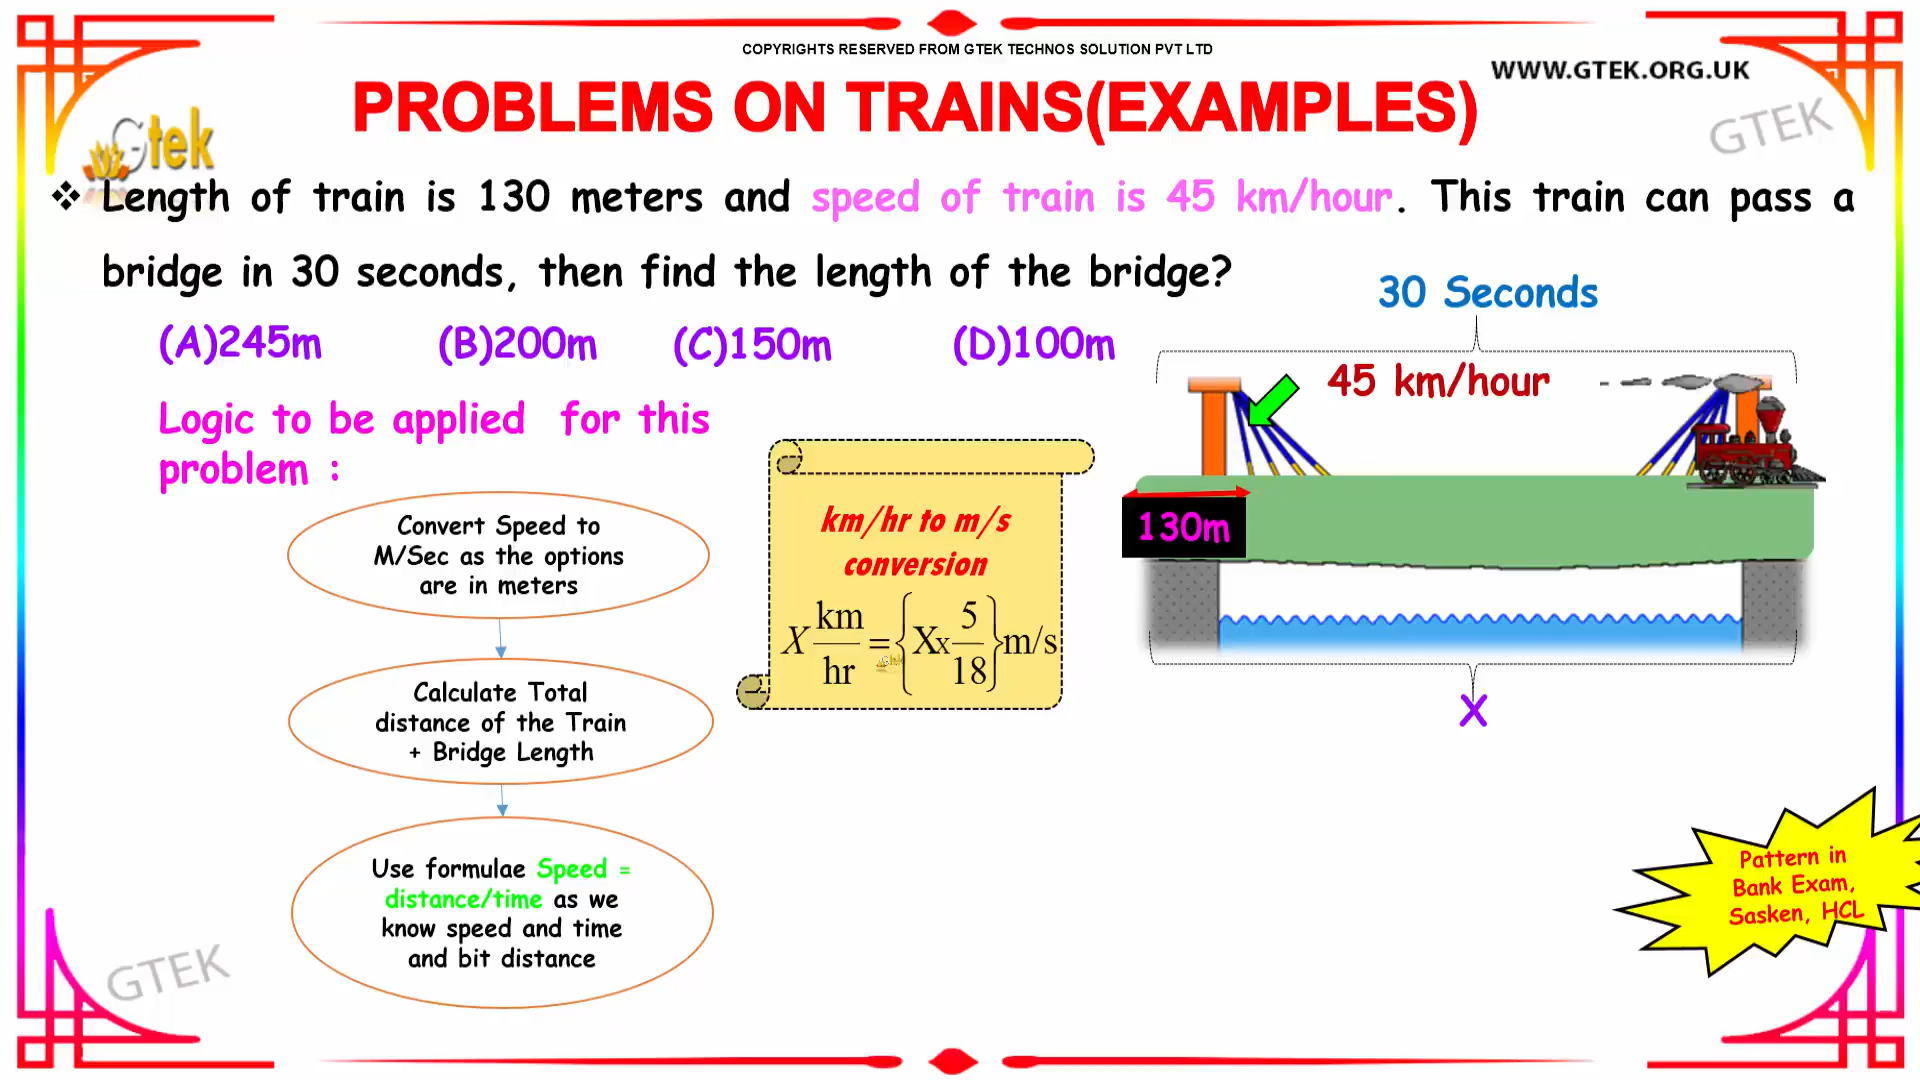 COPYRIGHTS RESERVED FROM GTEK TECHNOS SOLUTION PVT LTD
WWW.GTEK.ORG.UK
PROBLEMS ON TRAINS(EXAMPLES)
Gtek
GTEK
❖ Length of train is 130 meters and speed of train is 45 km/hour. This train can pass a
bridge in 30 seconds, then find the length of the bridge?
(A)245m (B)200m (C)150m (D)100m
30 Seconds
45 km/hour
Logic to be applied for this
problem :
130m
X
Convert Speed to
M/Sec as the options
are in meters
Calculate Total
distance of the Train
+ Bridge Length
Use formulae Speed =
distance/time as we
know speed and time
and bit distance
km/hr to m/s
conversion
X km/hr = {Xx 5/18} m/s
Gtek
Pattern in
Bank Exam,
Sasken, HCL
GTEK